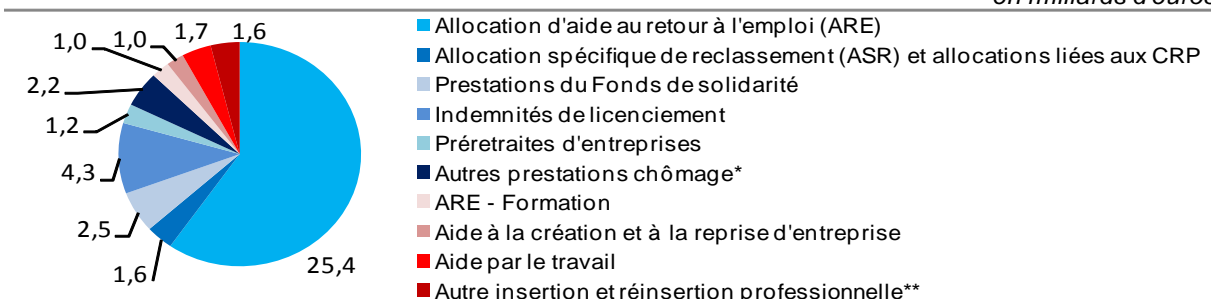 en milliards d'euros
1,0 1,0 1,7 1,6
2,2
1,2
4,3
2,5
1,6
25,4
Allocation d'aide au retour à l'emploi (ARE)
Allocation spécifique de reclassement (ASR) et allocations liées aux CRP
Prestations du Fonds de solidarité
Indemnités de licenciement
Préretraites d'entreprises
Autres prestations chômage*
ARE - Formation
Aide à la création et à la reprise d'entreprise
Aide par le travail
Autre insertion et réinsertion professionnelle**